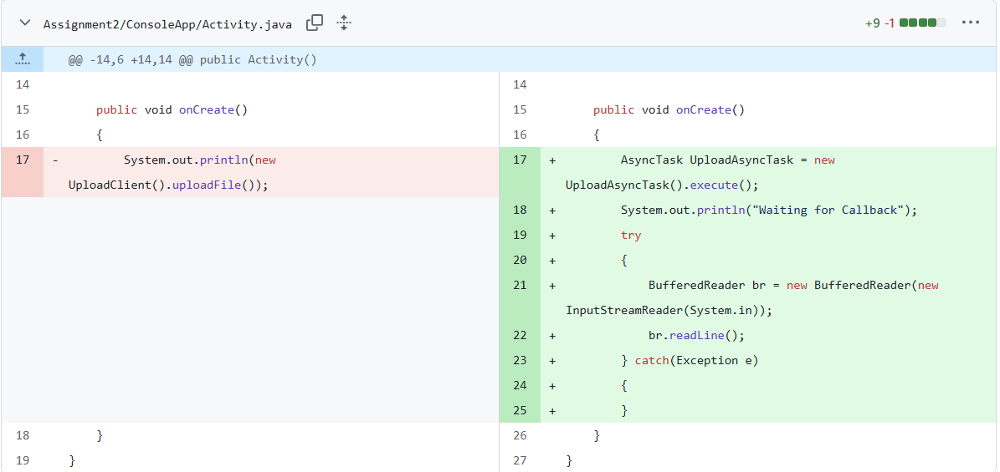 Assignment2/ConsoleApp/Activity.java
+9 -1
@@ -14,6 +14,14 @@ public Activity()
14
15 public void onCreate()
16 {
17 - System.out.println(new
UploadClient().uploadFile());
18 }
19 }
14
15 public void onCreate()
16 {
17 + AsyncTask UploadAsyncTask = new
UploadAsyncTask().execute();
18 + System.out.println("Waiting for Callback");
19 + try
20 + {
21 + BufferedReader br = new BufferedReader(new
InputStreamReader(System.in));
22 + br.readLine();
23 + } catch(Exception e)
24 + {
25 + }
26 }
27 }